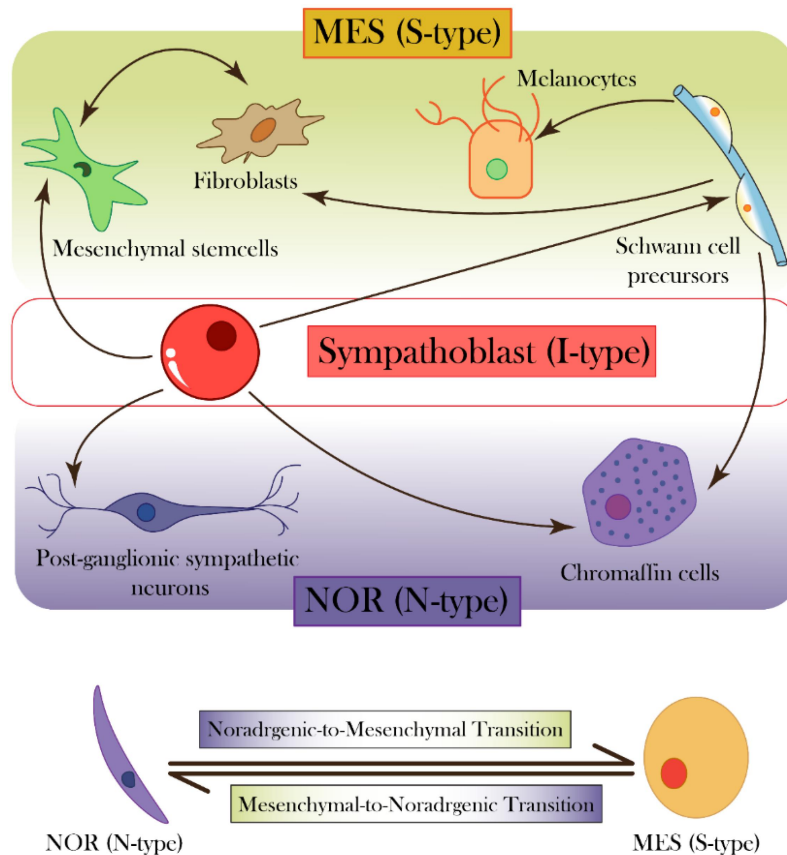 MES (S-type)
Melanocytes
Fibroblasts
Mesenchymal stemcells
Schwann cell
precursors
Sympathoblast (I-type)
Post-ganglionic sympathetic
neurons
Chromaffin cells
NOR (N-type)
Noradrgenic-to-Mesenchymal Transition
Mesenchymal-to-Noradrgenic Transition
NOR (N-type)
MES (S-type)